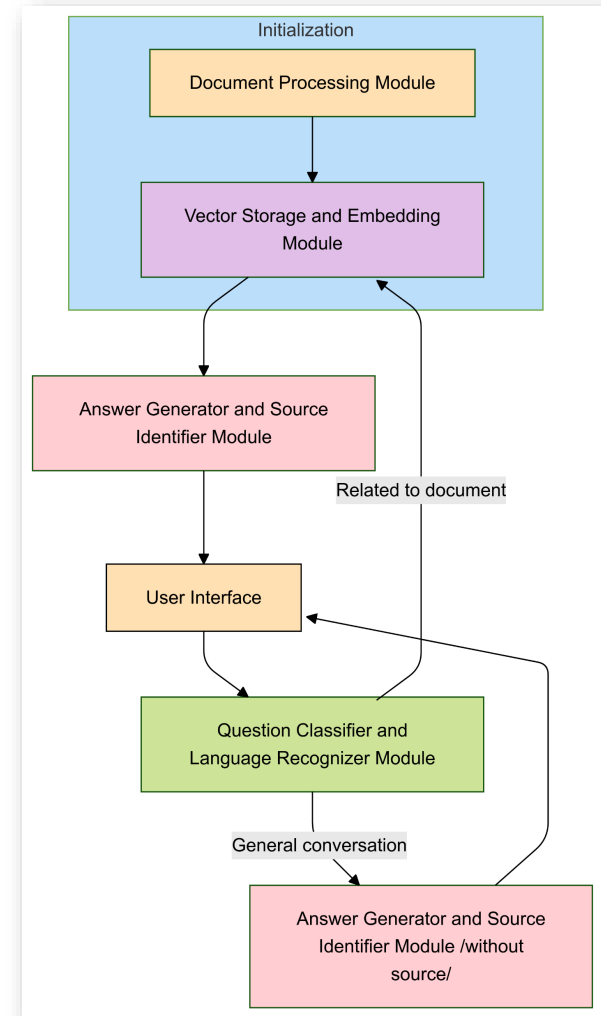 Initialization
Document Processing Module
Vector Storage and Embedding
Module
Answer Generator and Source
Identifier Module
Related to document
User Interface
Question Classifier and
Language Recognizer Module
General conversation
Answer Generator and Source
Identifier Module /without
source/